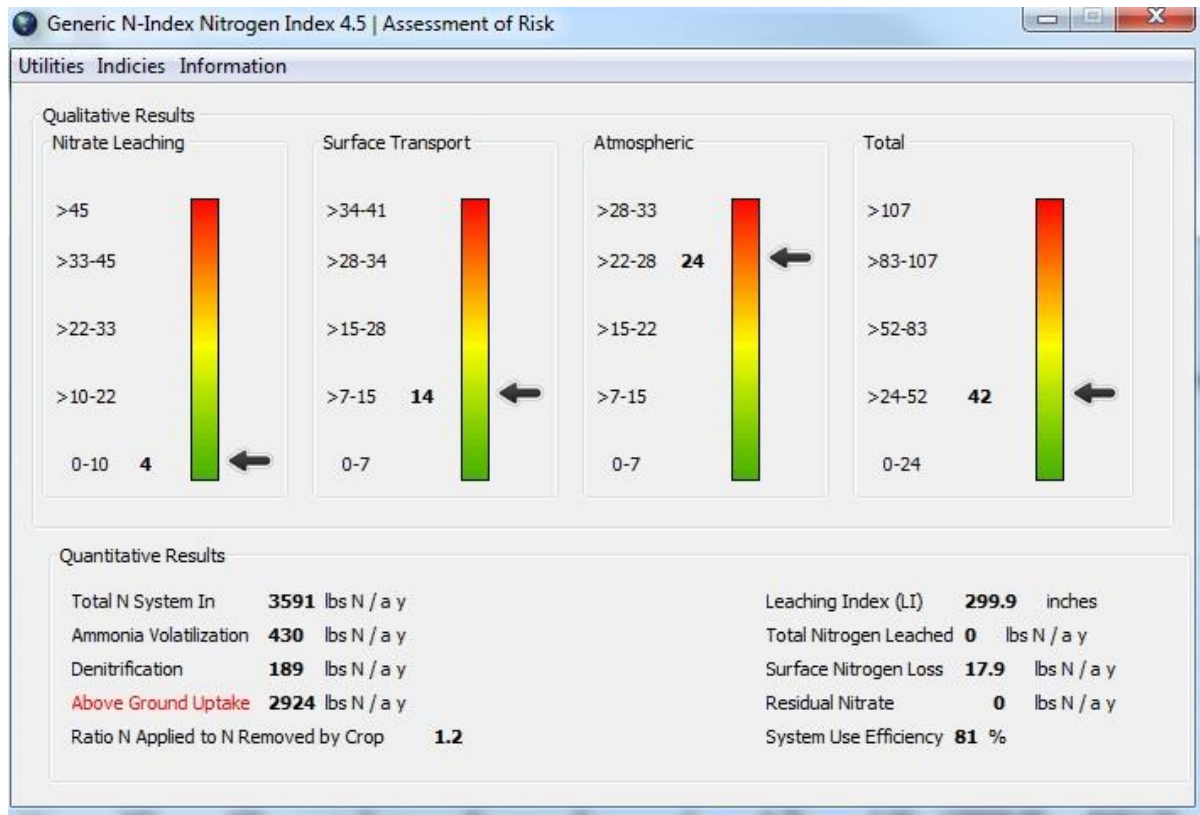 Generic N-Index Nitrogen Index 4.5 | Assessment of Risk
X
Utilities Indicies Information
Qualitative Results
Nitrate Leaching
>45
>33-45
>22-33
>10-22
0-10 4
Surface Transport
>34-41
>28-34
>15-28
>7-15 14
0-7
Atmospheric
>28-33
>22-28 24
>15-22
>7-15
0-7
Total
>107
>83-107
>52-83
>24-52 42
0-24
Quantitative Results
Total N System In 3591 lbs N / a y
Ammonia Volatilization 430 lbs N / a y
Denitrification 189 lbs N / a y
Above Ground Uptake 2924 lbs N / a y
Ratio N Applied to N Removed by Crop 1.2
Leaching Index (LI) 299.9 inches
Total Nitrogen Leached 0 lbs N / a y
Surface Nitrogen Loss 17.9 lbs N / a y
Residual Nitrate 0 lbs N / a y
System Use Efficiency 81 %